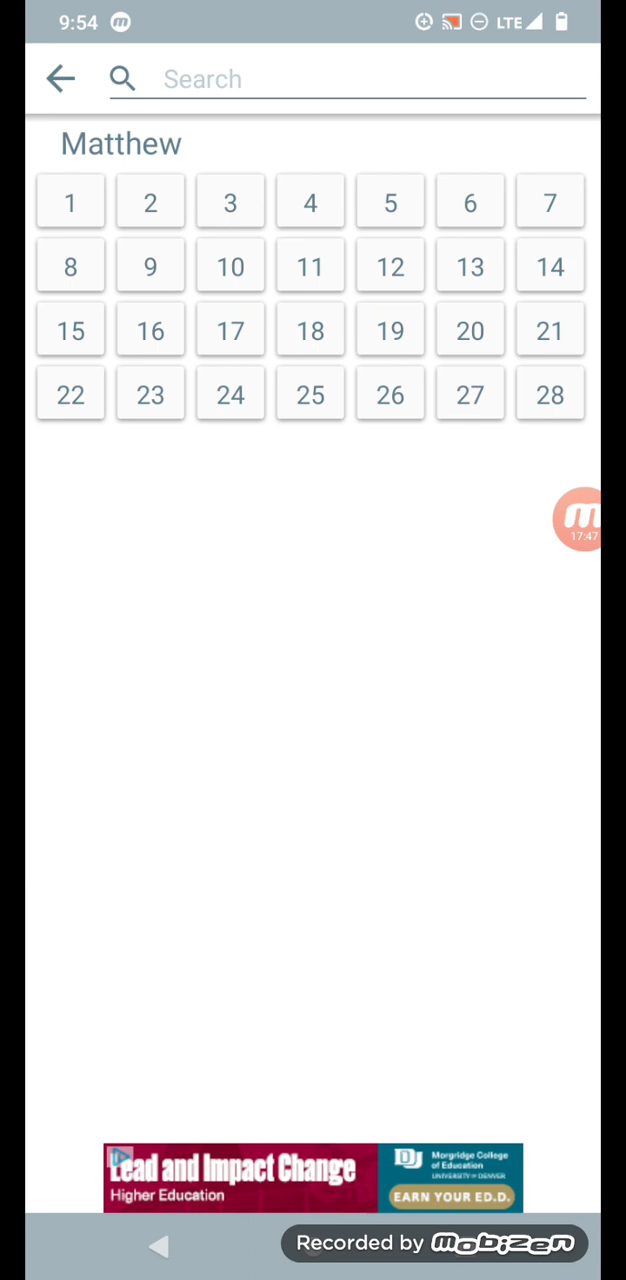 9:54 m LTE
Search
Matthew
1 2 3 4 5 6 7
8 9 10 11 12 13 14
15 16 17 18 19 20 21
22 23 24 25 26 27 28
m
17:47
Lead and Impact Change
Higher Education
DU
Morgridge College
of Education
UNIVERSITY OF DENVER
EARN YOUR ED.D.
Recorded by mobizen